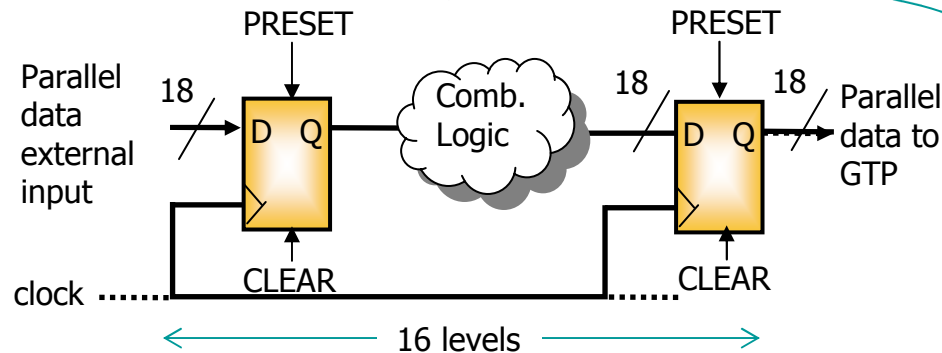 PRESET
PRESET
Parallel
data
external
input
18
D Q
Comb.
Logic
18
D Q
18
Parallel
data to
GTP
CLEAR
CLEAR
clock
16 levels